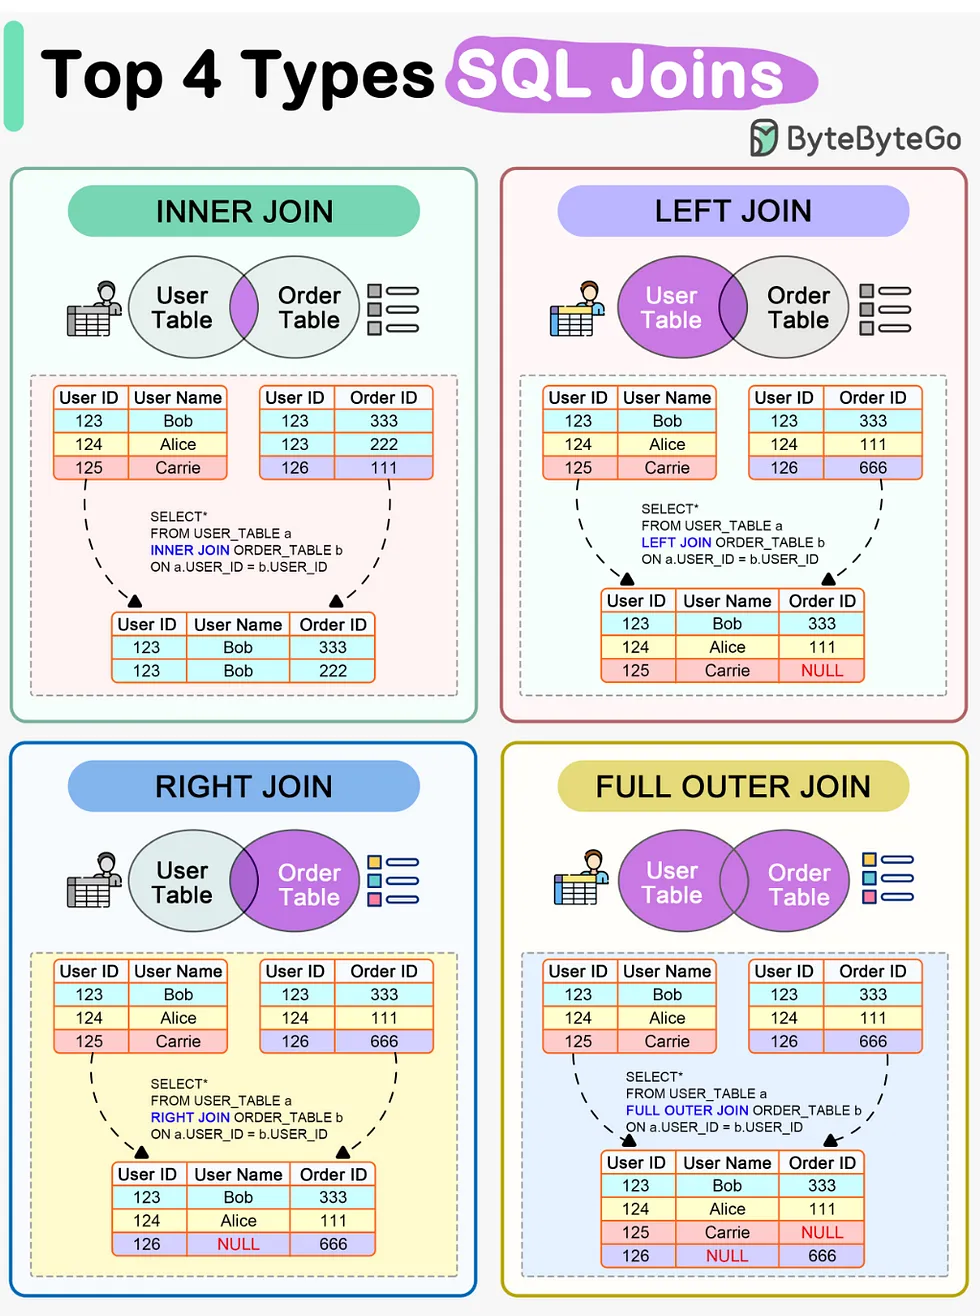 Top 4 Types SQL Joins
ByteByteGo
INNER JOIN
User Table
Order Table
User ID User Name
123 Bob
124 Alice
125 Carrie
User ID Order ID
123 333
123 222
126 111
SELECT*
FROM USER_TABLE a
INNER JOIN ORDER_TABLE b
ON a.USER_ID = b.USER_ID
User ID User Name Order ID
123 Bob 333
123 Bob 222
LEFT JOIN
User Table
Order Table
User ID User Name
123 Bob
124 Alice
125 Carrie
User ID Order ID
123 333
124 111
126 666
SELECT*
FROM USER_TABLE a
LEFT JOIN ORDER_TABLE b
ON a.USER_ID = b.USER_ID
User ID User Name Order ID
123 Bob 333
124 Alice 111
125 Carrie NULL
RIGHT JOIN
User Table
Order Table
User ID User Name
123 Bob
124 Alice
125 Carrie
User ID Order ID
123 333
124 111
126 666
SELECT*
FROM USER_TABLE a
RIGHT JOIN ORDER_TABLE b
ON a.USER_ID = b.USER_ID
User ID User Name Order ID
123 Bob 333
124 Alice 111
126 NULL 666
FULL OUTER JOIN
User Table
Order Table
User ID User Name
123 Bob
124 Alice
125 Carrie
User ID Order ID
123 333
124 111
126 666
SELECT*
FROM USER_TABLE a
FULL OUTER JOIN ORDER_TABLE b
ON a.USER_ID = b.USER_ID
User ID User Name Order ID
123 Bob 333
124 Alice 111
125 Carrie NULL
126 NULL 666